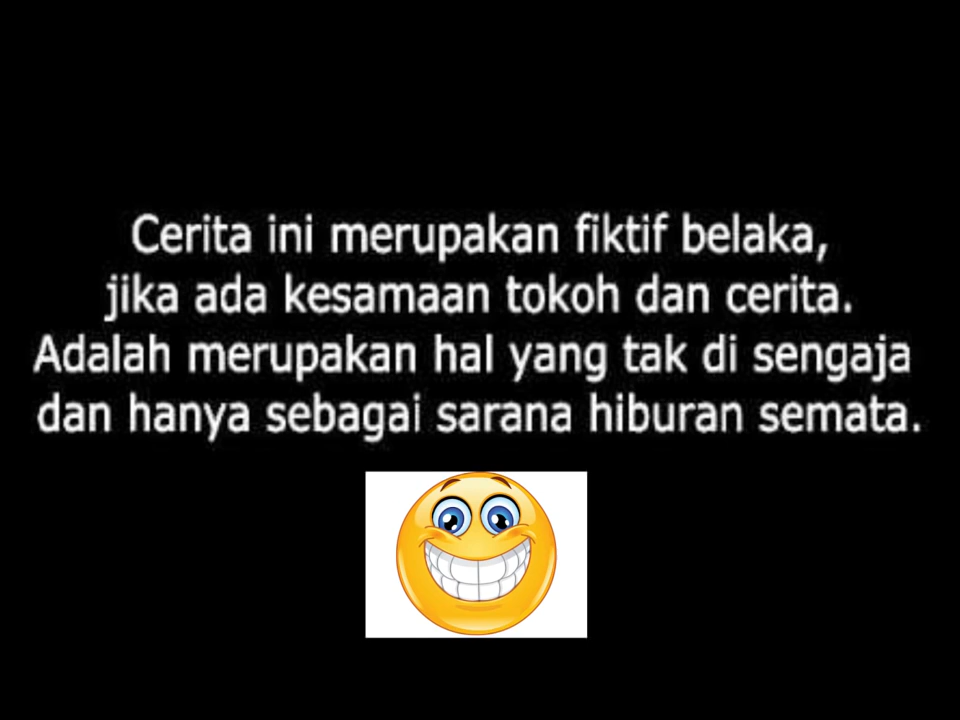 Cerita ini merupakan fiktif belaka,
jika ada kesamaan tokoh dan cerita.
Adalah merupakan hal yang tak di sengaja
dan hanya sebagai sarana hiburan semata.